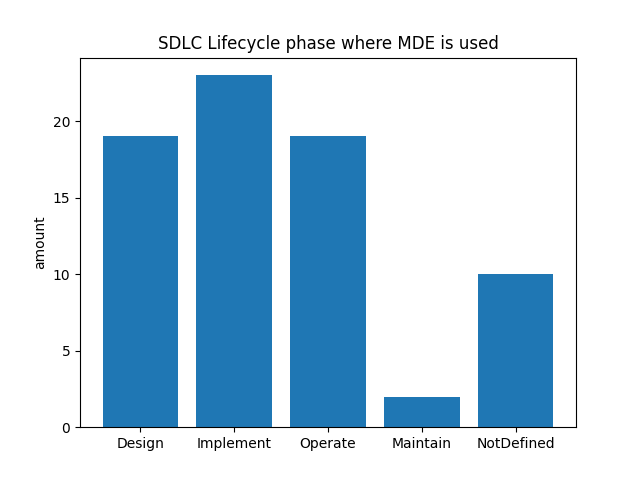 SDLC Lifecycle phase where MDE is used
amount
20
15
10
5
0
Design Implement Operate Maintain NotDefined